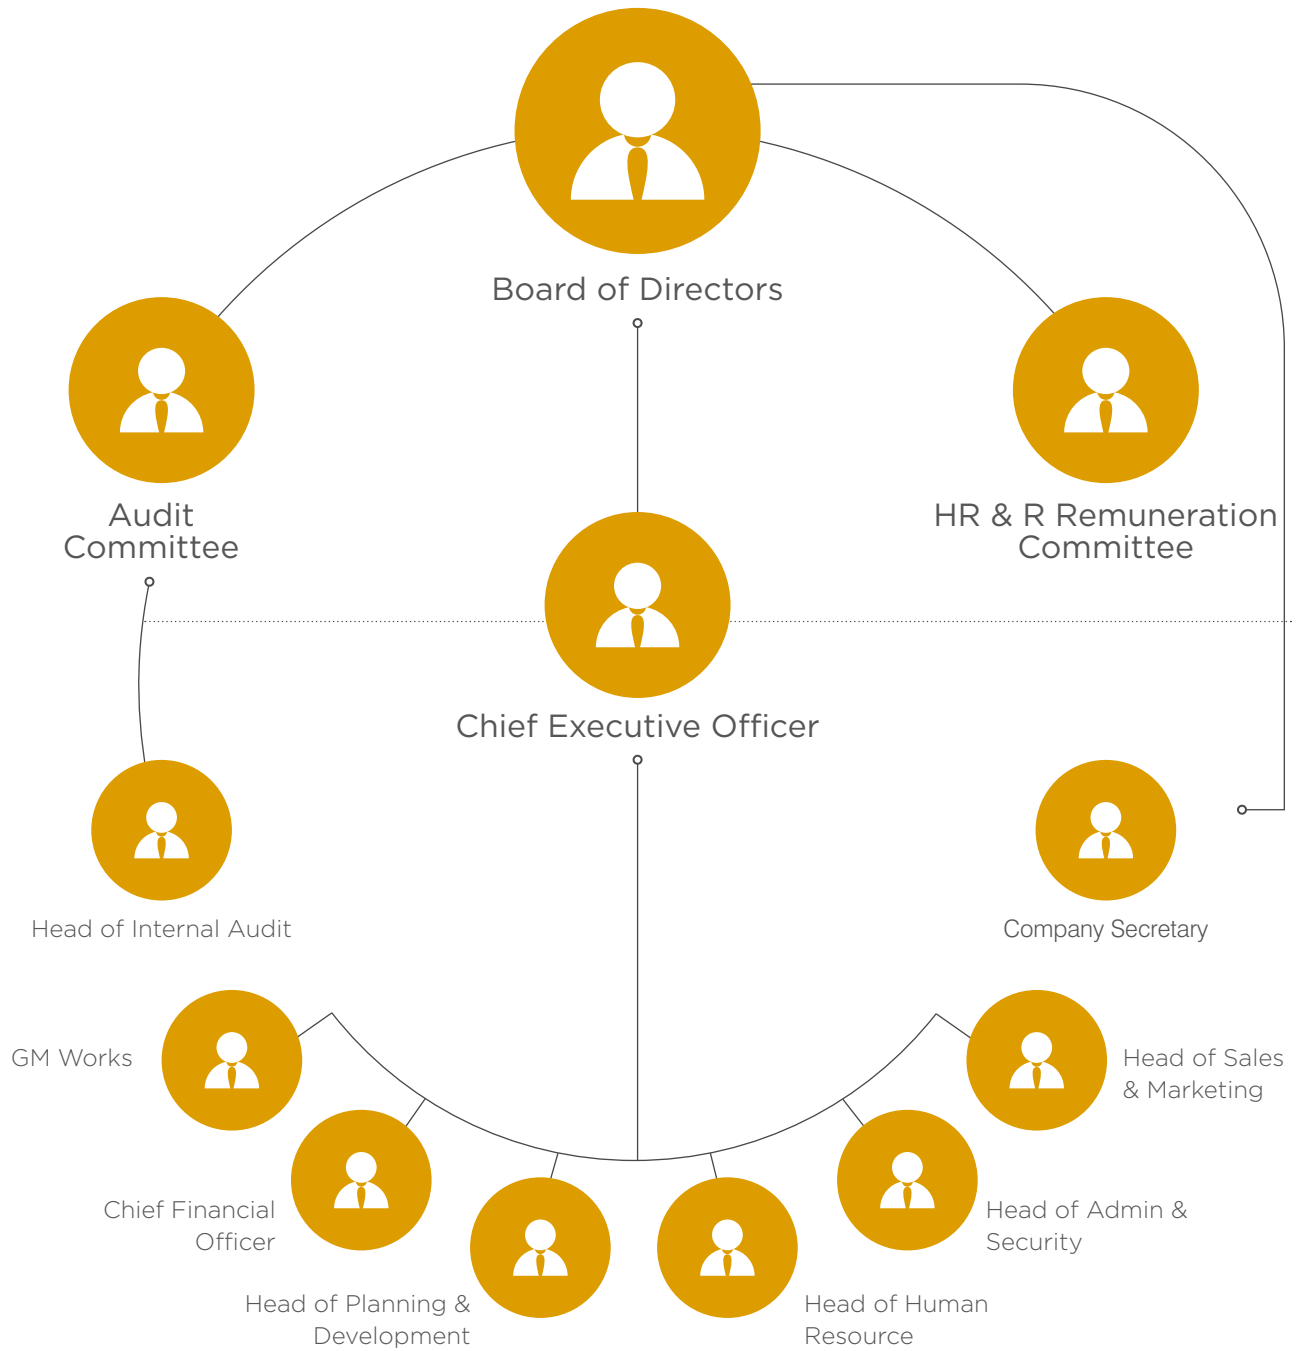 Board of Directors
Audit
Committee
HR & R Remuneration
Committee
Chief Executive Officer
Head of Internal Audit
Company Secretary
GM Works
Head of Sales
& Marketing
Chief Financial
Officer
Head of Admin &
Security
Head of Planning &
Development
Head of Human
Resource